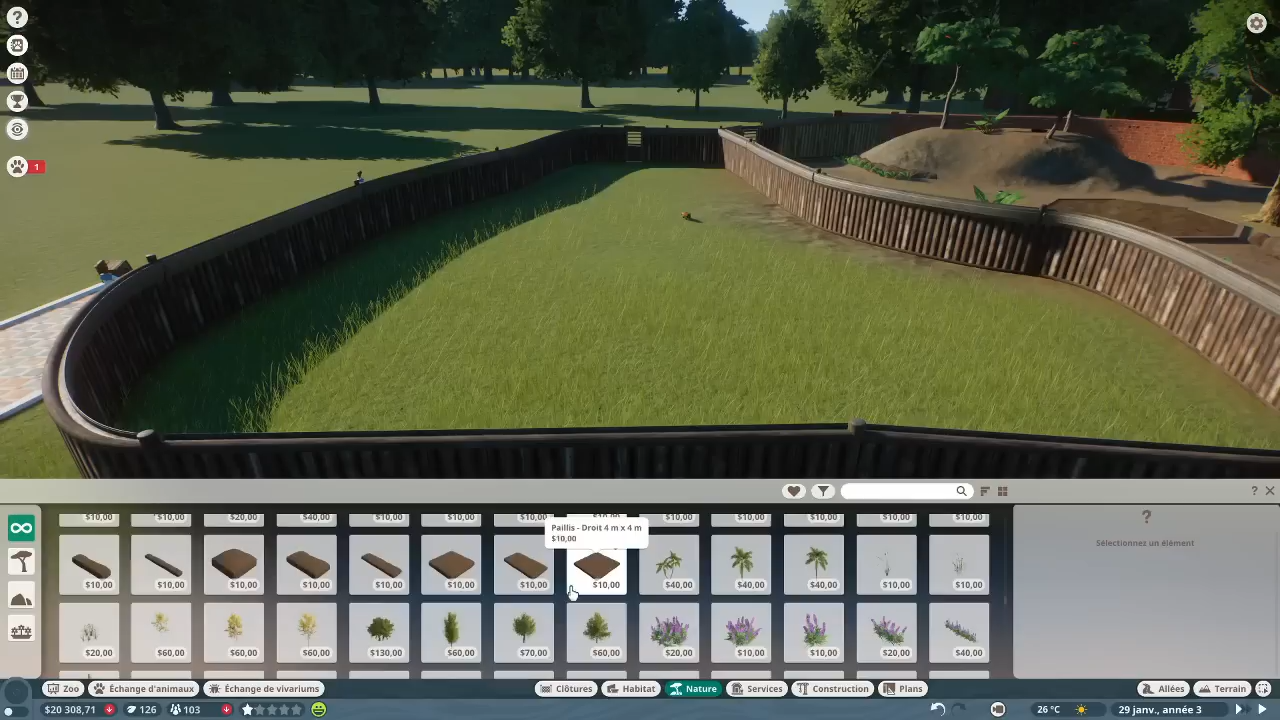 ?
1
Paillis - Droit 4 m x 4 m
$10,00
?
?
Sélectionnez un élément
$10,00 $10,00 $20,00 $40,00 $10,00 $10,00 $10,00 $10,00 $10,00 $10,00 $10,00 $10,00
$10,00 $10,00 $10,00 $10,00 $10,00 $10,00 $10,00 $10,00 $40,00 $40,00 $40,00 $10,00 $10,00
$20,00 $60,00 $60,00 $60,00 $130,00 $60,00 $70,00 $60,00 $20,00 $10,00 $10,00 $20,00 $40,00
Zoo Échange d'animaux Échange de vivariums Clôtures Habitat Nature Services Construction Plans Allées Terrain
$20 308,71 126 103 26 °C 29 janv., année 3